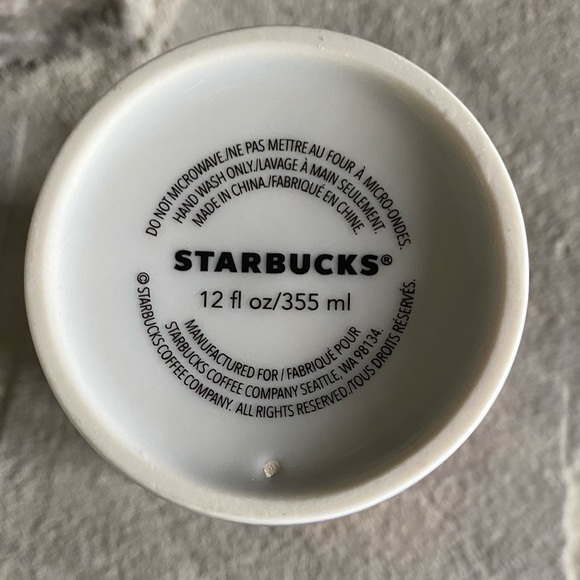 DO NOT MICROWAVE./NE PAS METTRE AU FOUR À MICRO-ONDES.
HAND WASH ONLY./LAVAGE À MAIN SEULEMENT.
MADE IN CHINA./FABRIQUÉ EN CHINE.
STARBUCKS®
12 fl oz/355 ml
MANUFACTURED FOR / FABRIQUÉ POUR
STARBUCKS COFFEE COMPANY SEATTLE, WA 98134.
© STARBUCKS COFFEE COMPANY. ALL RIGHTS RESERVED./TOUS DROITS RÉSERVÉS.